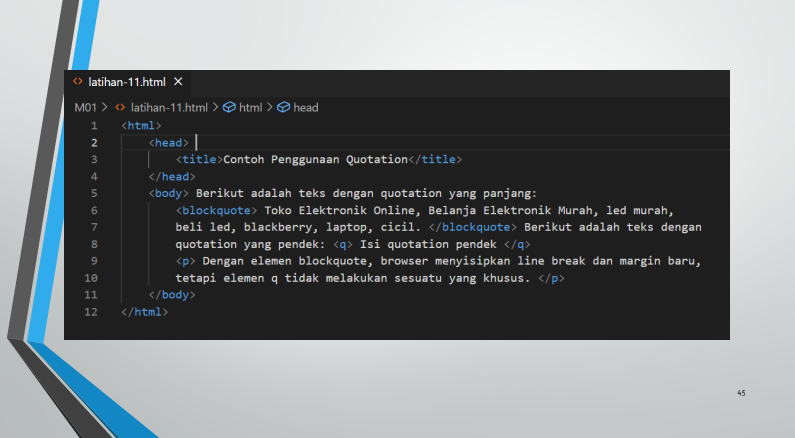 latihan-11.html
M01 > latihan-11.html > html > head
1 <html>
2 <head>
3 <title>Contoh Penggunaan Quotation</title>
4 </head>
5 <body> Berikut adalah teks dengan quotation yang panjang:
6 <blockquote> Toko Elektronik Online, Belanja Elektronik Murah, led murah,
7 beli led, blackberry, laptop, cicil. </blockquote> Berikut adalah teks dengan
8 quotation yang pendek: <q> Isi quotation pendek </q>
9 <p> Dengan elemen blockquote, browser menyisipkan line break dan margin baru,
10 tetapi elemen q tidak melakukan sesuatu yang khusus. </p>
11 </body>
12 </html>
45